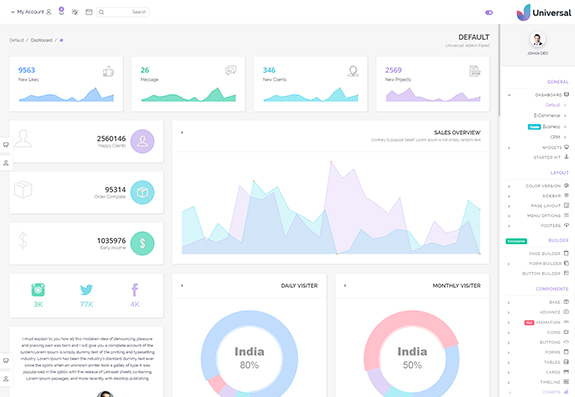 My Account
Search
Universal
Default / Dashboard /
DEFAULT
Universal Admin Panel
JOHAN DEO
9563
New Likes
26
Message
346
New Clients
2569
New Projects
2560146
Happy Clients
95314
Order Complete
1035976
Early Income
SALES OVERVIEW
Contrary to popular belief Lorem Ipsum is not simply random text
3K
77K
4K
DAILY VISITER
India
80%
MONTHLY VISITER
India
50%
I must explain to you how all this mistaken idea of denouncing pleasure
and praising pain was born and I will give you a complete account of the
system Lorem Ipsum is simply dummy text of the printing and typesetting
industry. Lorem Ipsum has been the industry's standard dummy text ever
since the 1500s when an unknown printer took a galley of type It was
popularised in the 1960s with the release of Letraset sheets containing
Lorem Ipsum passages, and more recently with desktop publishing
GENERAL
DASHBOARD
Default
E-Commerce
Business
CRM
WIDGETS
STARTER KIT
LAYOUT
COLOR VERSION
SIDEBAR
PAGE LAYOUT
MENU OPTIONS
FOOTERS
BUILDER
PAGE BUILDER
FORM BUILDER
BUTTON BUILDER
COMPONENTS
BASE
ADVANCE
Hot ANIMATION
ICONS
BUTTONS
FORMS
TABLES
CARDS
TIMELINE
CHARTS